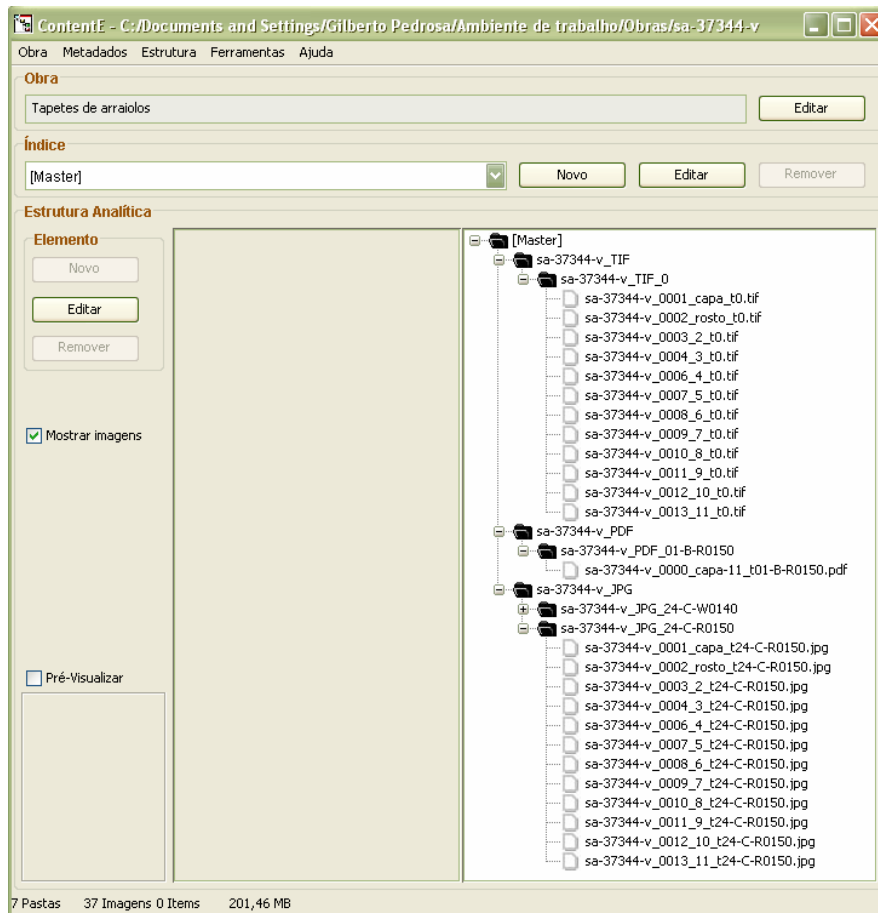 ContentE - C:/Documents and Settings/Gilberto Pedrosa/Ambiente de trabalho/Obras/sa-37344-v
Obra Metadados Estrutura Ferramentas Ajuda
Obra
Tapetes de arraiolos
Editar
Índice
[Master]
Novo
Editar
Remover
Estrutura Analítica
Elemento
Novo
Editar
Remover
Mostrar imagens
Pré-Visualizar
[Master]
sa-37344-v_TIF
sa-37344-v_TIF_0
sa-37344-v_0001_capa_t0.tif
sa-37344-v_0002_rosto_t0.tif
sa-37344-v_0003_2_t0.tif
sa-37344-v_0004_3_t0.tif
sa-37344-v_0006_4_t0.tif
sa-37344-v_0007_5_t0.tif
sa-37344-v_0008_6_t0.tif
sa-37344-v_0009_7_t0.tif
sa-37344-v_0010_8_t0.tif
sa-37344-v_0011_9_t0.tif
sa-37344-v_0012_10_t0.tif
sa-37344-v_0013_11_t0.tif
sa-37344-v_PDF
sa-37344-v_PDF_01-B-R0150
sa-37344-v_0000_capa-11_t01-B-R0150.pdf
sa-37344-v_JPG
sa-37344-v_JPG_24-C-W0140
sa-37344-v_JPG_24-C-R0150
sa-37344-v_0001_capa_t24-C-R0150.jpg
sa-37344-v_0002_rosto_t24-C-R0150.jpg
sa-37344-v_0003_2_t24-C-R0150.jpg
sa-37344-v_0004_3_t24-C-R0150.jpg
sa-37344-v_0006_4_t24-C-R0150.jpg
sa-37344-v_0007_5_t24-C-R0150.jpg
sa-37344-v_0008_6_t24-C-R0150.jpg
sa-37344-v_0009_7_t24-C-R0150.jpg
sa-37344-v_0010_8_t24-C-R0150.jpg
sa-37344-v_0011_9_t24-C-R0150.jpg
sa-37344-v_0012_10_t24-C-R0150.jpg
sa-37344-v_0013_11_t24-C-R0150.jpg
7 Pastas 37 Imagens 0 Items 201,46 MB